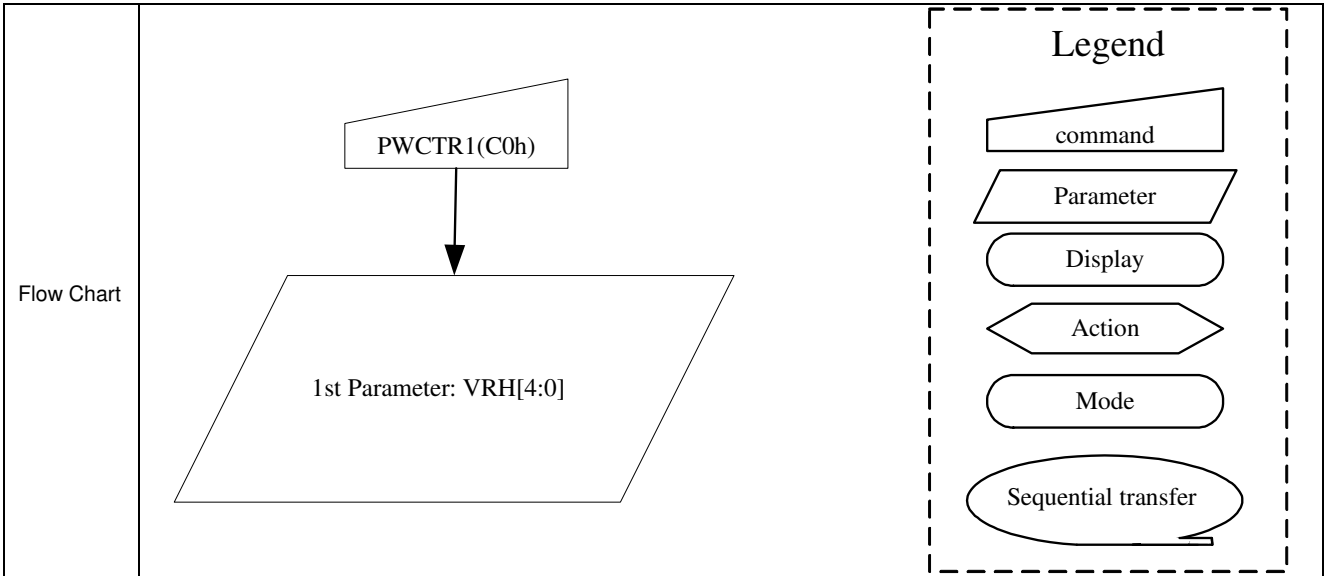 Flow Chart
PWCTR1(C0h)
1st Parameter: VRH[4:0]
Legend
command
Parameter
Display
Action
Mode
Sequential transfer